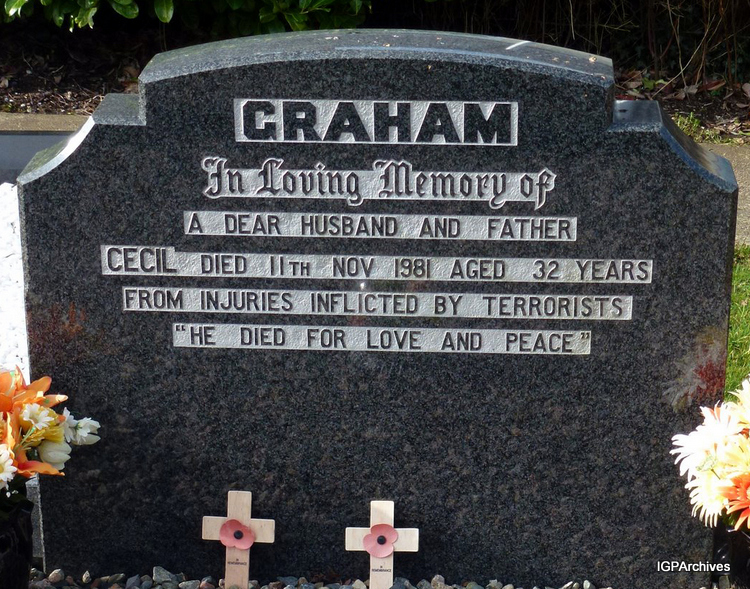 GRAHAM
In Loving Memory of
A DEAR HUSBAND AND FATHER
CECIL DIED 11TH NOV 1981 AGED 32 YEARS
FROM INJURIES INFLICTED BY TERRORISTS
"HE DIED FOR LOVE AND PEACE"
IGPArchives